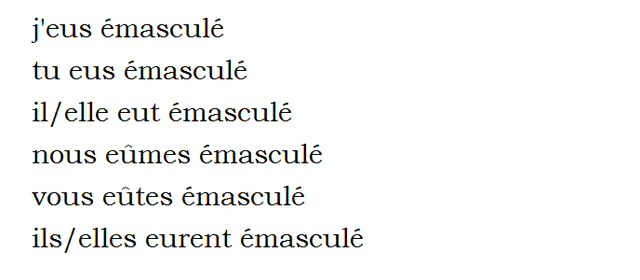 j'eus émasculé
tu eus émasculé
il/elle eut émasculé
nous eûmes émasculé
vous eûtes émasculé
ils/elles eurent émasculé